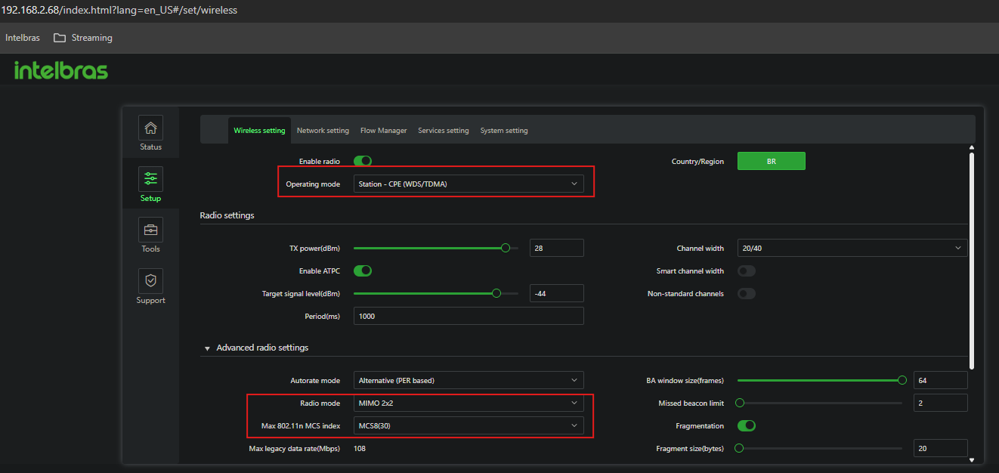 192.168.2.68/index.html?lang=en_US#/set/wireless
Intelbras Streaming
intelbras
Status
Setup
Tools
Support
Wireless setting Network setting Flow Manager Services setting System setting
Enable radio Country/Region BR
Operating mode Station - CPE (WDS/TDMA)
Radio settings
TX power(dBm) 28 Channel width 20/40
Enable ATPC Smart channel width
Target signal level(dBm) -44 Non-standard channels
Period(ms) 1000
Advanced radio settings
Autorate mode Alternative (PER based) BA window size(frames) 64
Radio mode MIMO 2x2 Missed beacon limit 2
Max 802.11n MCS index MCS8(30) Fragmentation
Max legacy data rate(Mbps) 108 Fragment size(bytes) 20